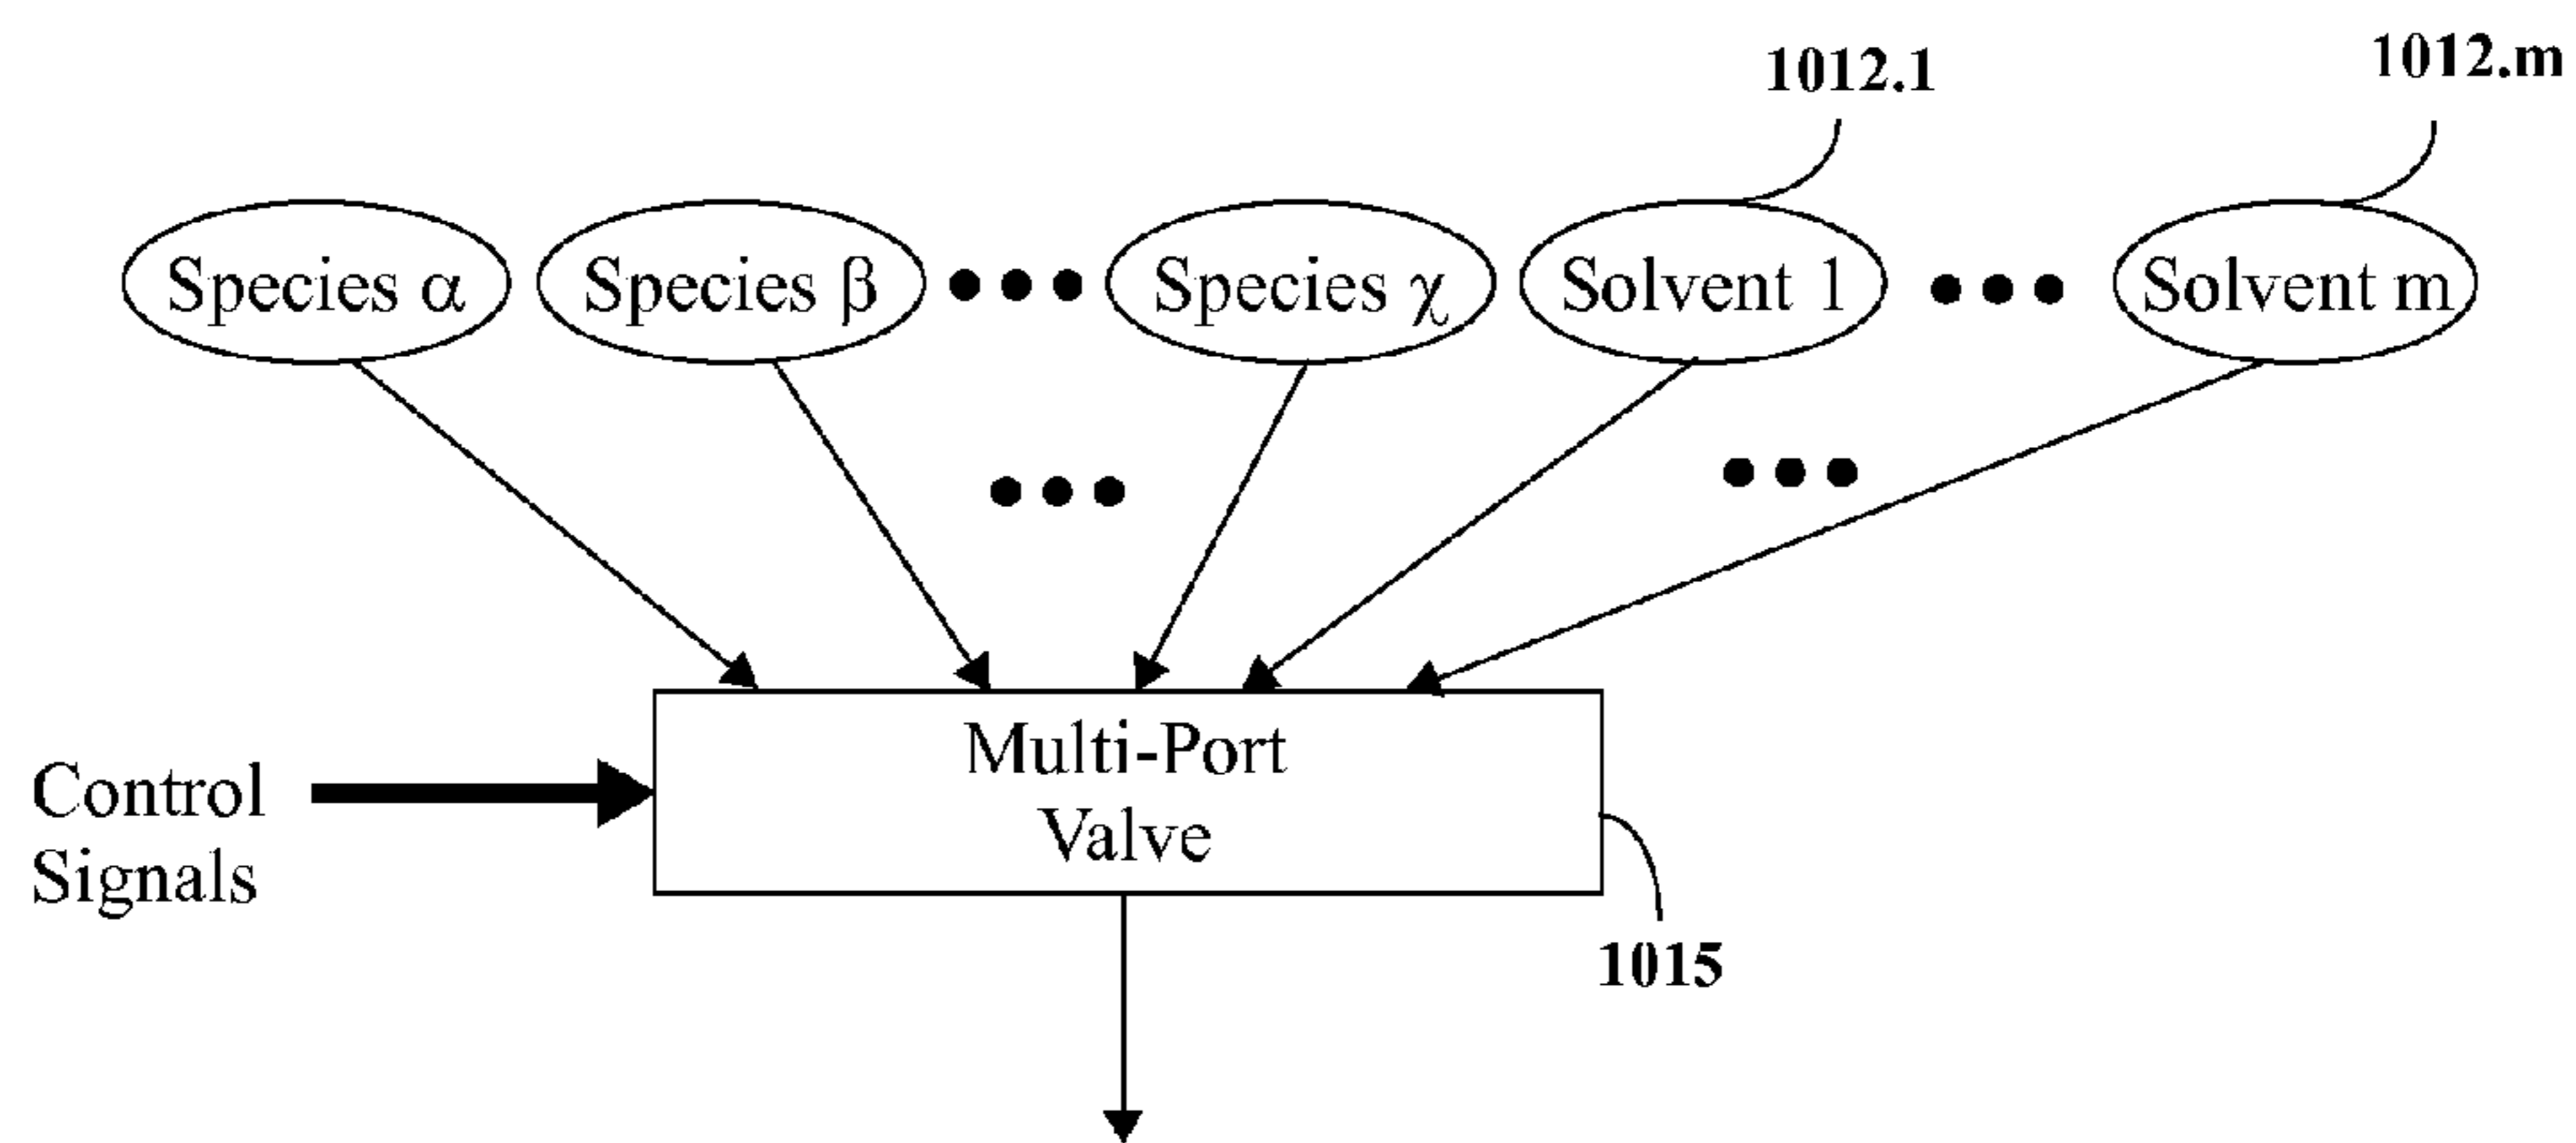 1012.1
1012.m
Species α
Species β
Species χ
Solvent 1
Solvent m
Multi-Port
Valve
Control
Signals
1015